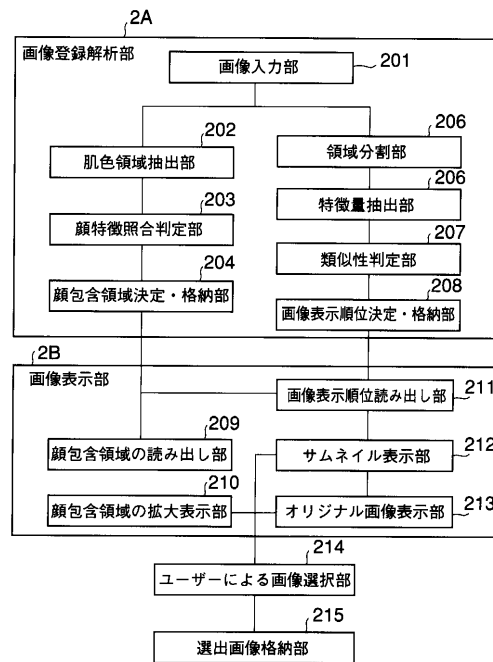 2A
画像登録解析部
画像入力部
201
202
肌色領域抽出部
203
顔特徴照合判定部
204
顔包含領域決定・格納部
206
領域分割部
206
特徴量抽出部
207
類似性判定部
208
画像表示順位決定・格納部
2B
画像表示部
画像表示順位読み出し部
211
209
顔包含領域の読み出し部
サムネイル表示部
212
210
顔包含領域の拡大表示部
オリジナル画像表示部
213
214
ユーザーによる画像選択部
215
選出画像格納部